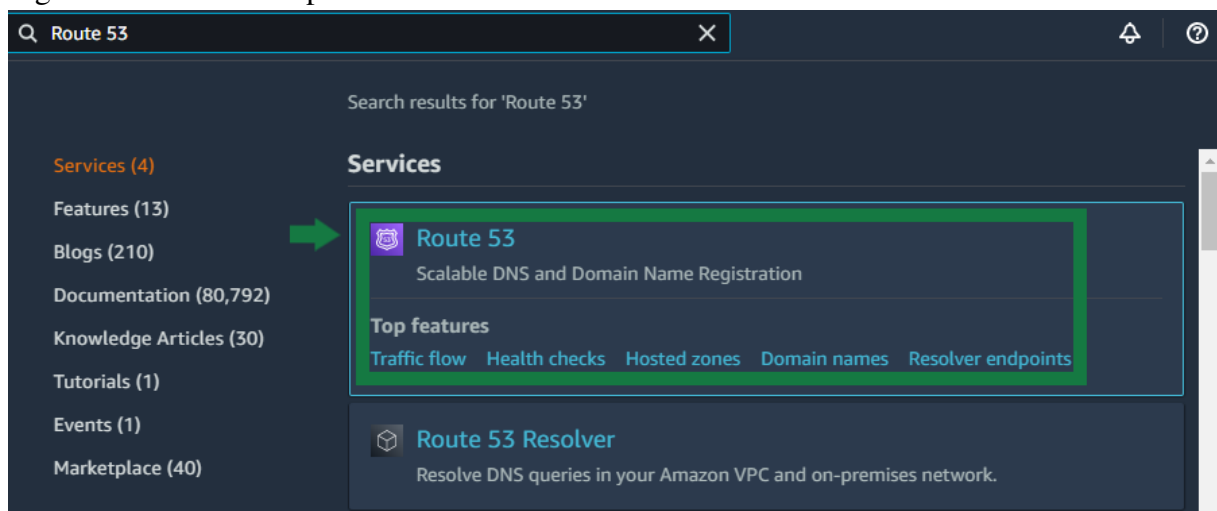 Route 53
Search results for 'Route 53'
Services (4)
Features (13)
Blogs (210)
Documentation (80,792)
Knowledge Articles (30)
Tutorials (1)
Events (1)
Marketplace (40)
Services
Route 53
Scalable DNS and Domain Name Registration
Top features
Traffic flow Health checks Hosted zones Domain names Resolver endpoints
Route 53 Resolver
Resolve DNS queries in your Amazon VPC and on-premises network.